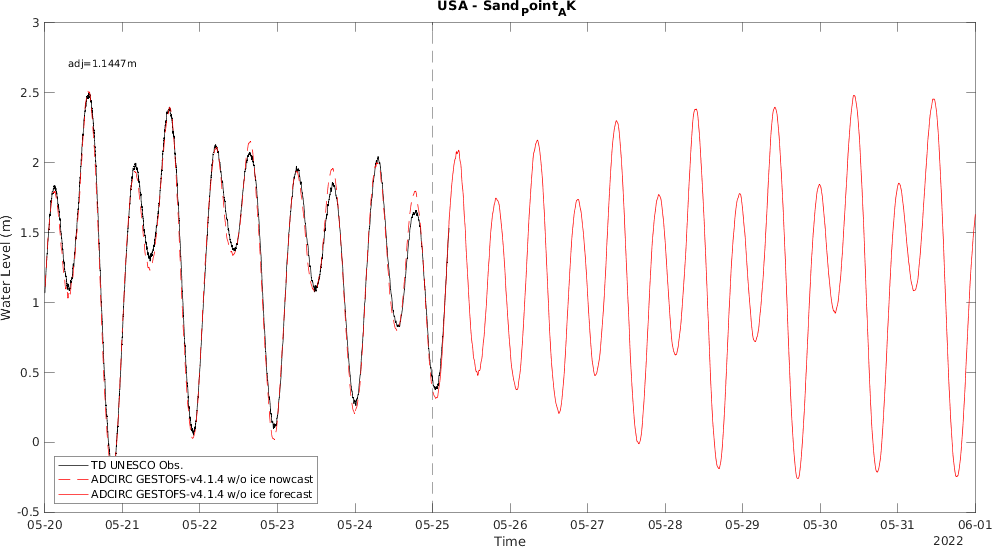 USA - Sand_Point_AK
adj=1.1447m
3
2.5
2
1.5
1
0.5
0
-0.5
Water Level (m)
TD UNESCO Obs.
ADCIRC GESTOFS-v4.1.4 w/o ice nowcast
ADCIRC GESTOFS-v4.1.4 w/o ice forecast
05-20 05-21 05-22 05-23 05-24 05-25 05-26 05-27 05-28 05-29 05-30 05-31 06-01
Time
2022